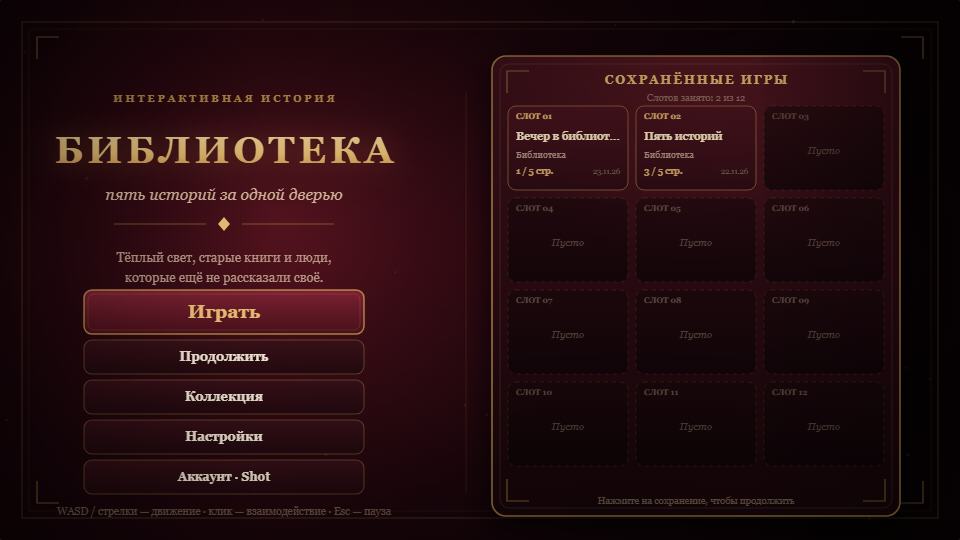 ИНТЕРАКТИВНАЯ ИСТОРИЯ
БИБЛИОТЕКА
пять историй за одной дверью
Тёплый свет, старые книги и люди,
которые ещё не рассказали своё.
Играть
Продолжить
Коллекция
Настройки
Аккаунт · Shot
WASD / стрелки — движение · клик — взаимодействие · Esc — пауза
СОХРАНЁННЫЕ ИГРЫ
Слотов занято: 2 из 12
СЛОТ 01
Вечер в библиот...
Библиотека
1 / 5 стр. 23.11.26
СЛОТ 02
Пять историй
Библиотека
3 / 5 стр. 22.11.26
СЛОТ 03
Пусто
СЛОТ 04
Пусто
СЛОТ 05
Пусто
СЛОТ 06
Пусто
СЛОТ 07
Пусто
СЛОТ 08
Пусто
СЛОТ 09
Пусто
СЛОТ 10
Пусто
СЛОТ 11
Пусто
СЛОТ 12
Пусто
Нажмите на сохранение, чтобы продолжить